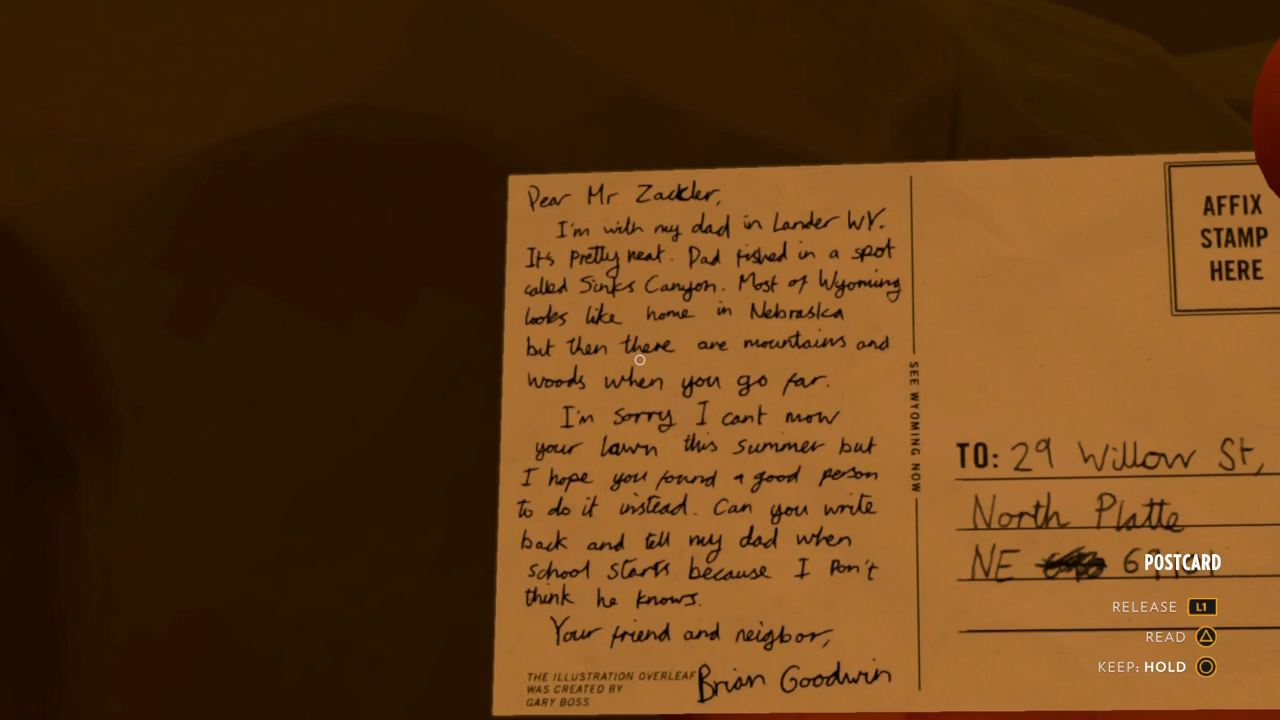 Dear Mr Zackler,
I'm with my dad in Lander WY.
It's pretty neat. Dad fished in a spot
called Sinks Canyon. Most of Wyoming
looks like home in Nebraska
but then there are mountains and
woods when you go far.
I'm sorry I cant mow
your lawn this summer but
I hope you found a good person
to do it instead. Can you write
back and tell my dad when
school starts because I don't
think he knows.
Your friend and neigbor,
Brian Goodwin
THE ILLUSTRATION OVERLEAF
WAS CREATED BY
GARY BOSS
SEE WYOMING NOW
AFFIX
STAMP
HERE
TO: 29 Willow St,
North Platte
NE
POSTCARD
RELEASE L1
READ
KEEP: HOLD